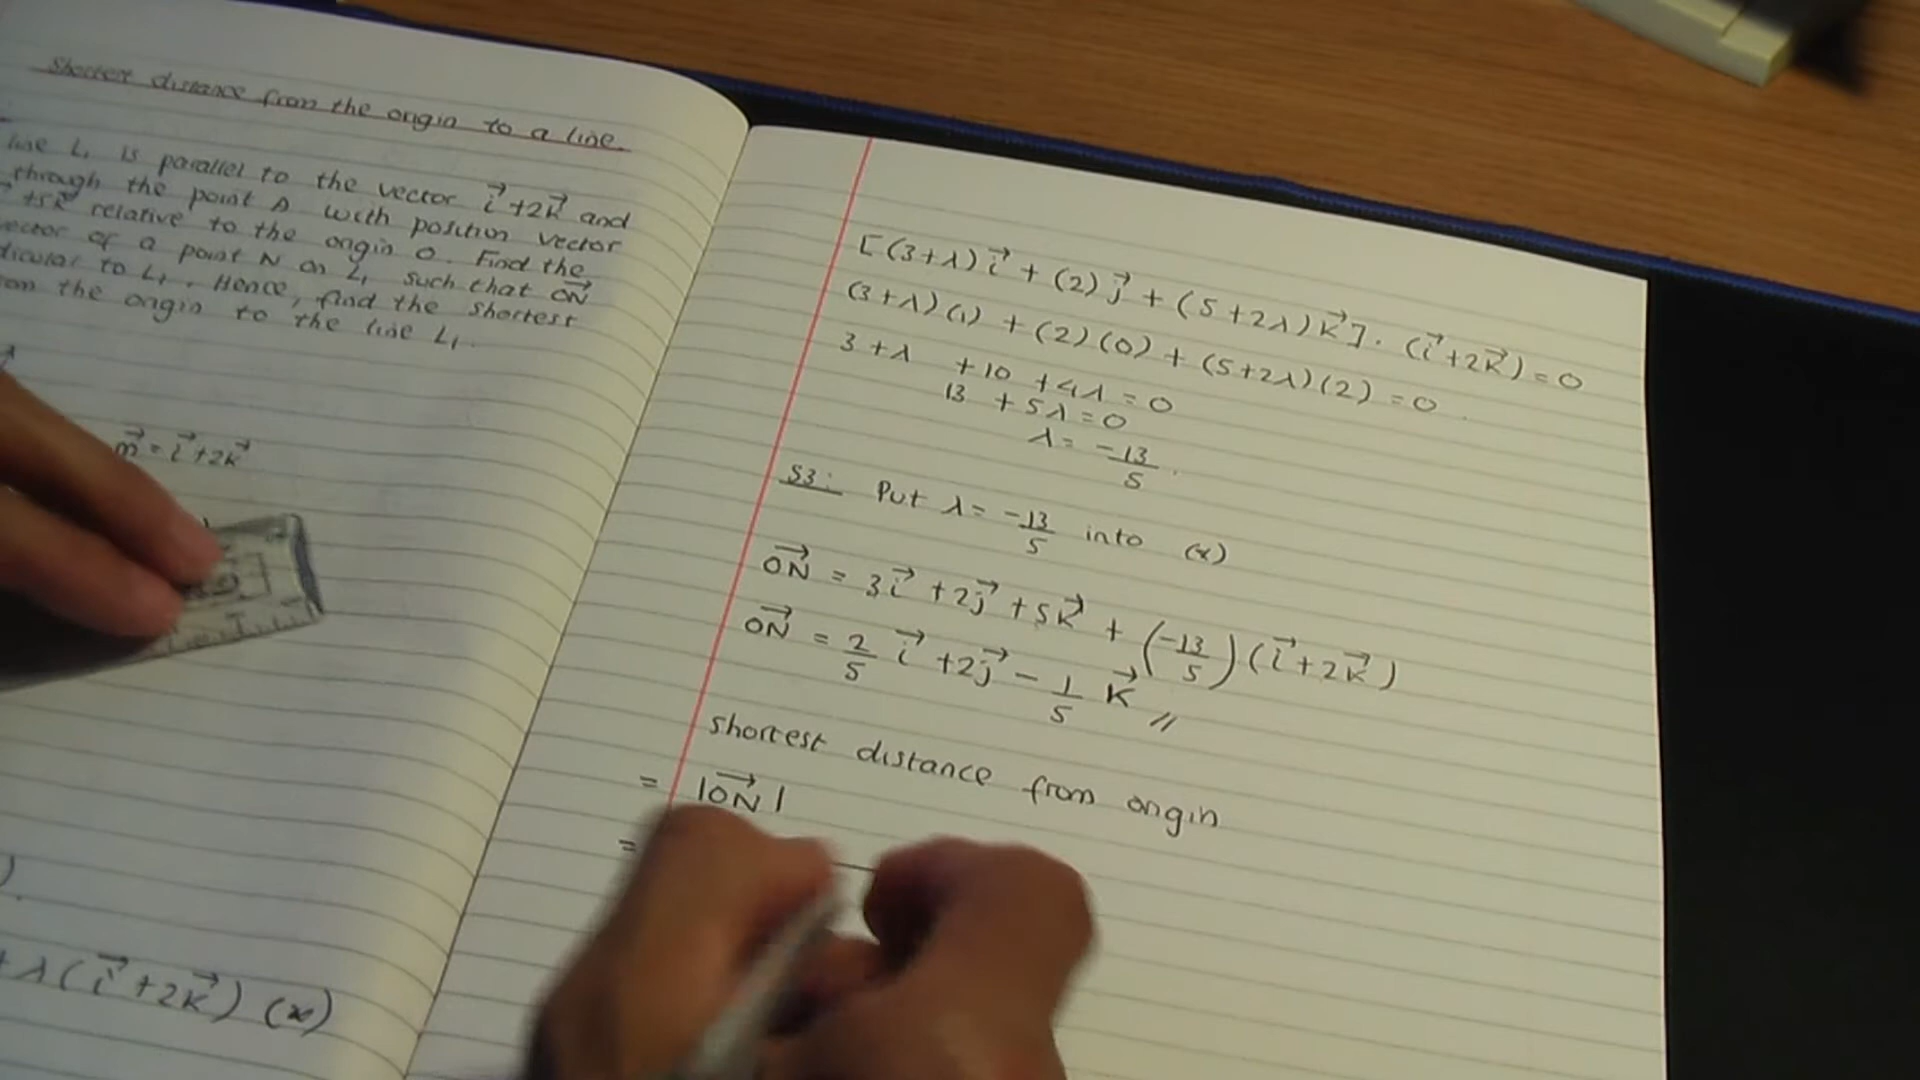 Shortest distance from the origin to a line.
line L₁ is parallel to the vector i⃗+2k⃗ and
through the point A with position vector
+5k⃗ relative to the origin O. Find the
vector of a point N on L₁ such that ON⃗
dicular to L₁. Hence, find the shortest
from the origin to the line L₁.
m⃗ = i⃗+2k⃗
+ λ(i⃗+2k⃗) (x)
[(3+λ)i⃗ + (2)j⃗ + (5+2λ)k⃗]. (i⃗+2k⃗)=0
(3+λ)(1) + (2)(0) + (5+2λ)(2) =0
3+λ +10 +4λ =0
13 +5λ=0
λ= -13/5.
S3: Put λ= -13/5 into (x)
ON⃗ = 3i⃗ +2j⃗ +5k⃗ + (-13/5)(i⃗+2k⃗)
ON⃗ = 2/5 i⃗ +2j⃗ - 1/5 k⃗ //
shortest distance from origin
= |ON⃗|
=